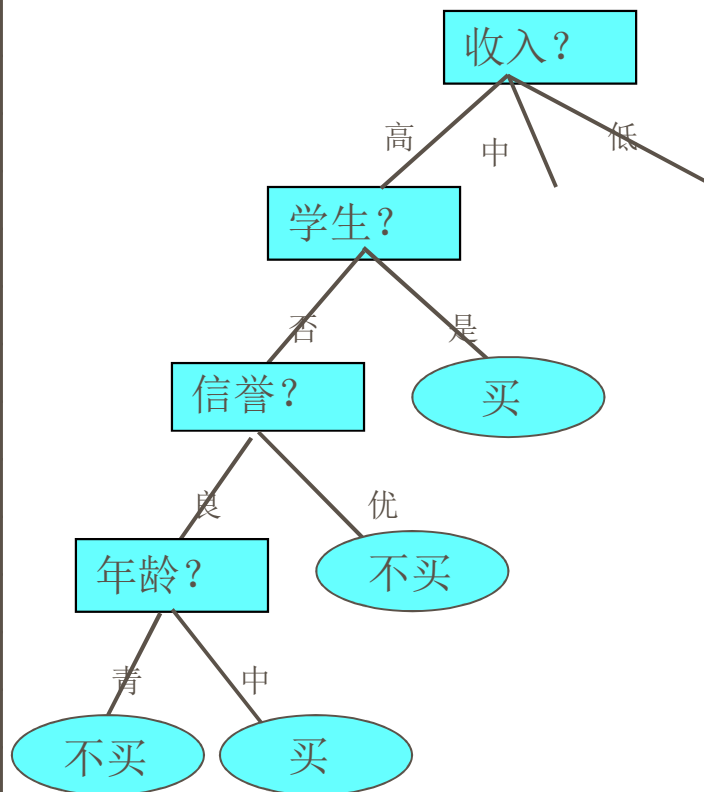 收入?
高
中
低
学生?
否
是
信誉?
买
良
优
年龄?
不买
青
中
不买
买